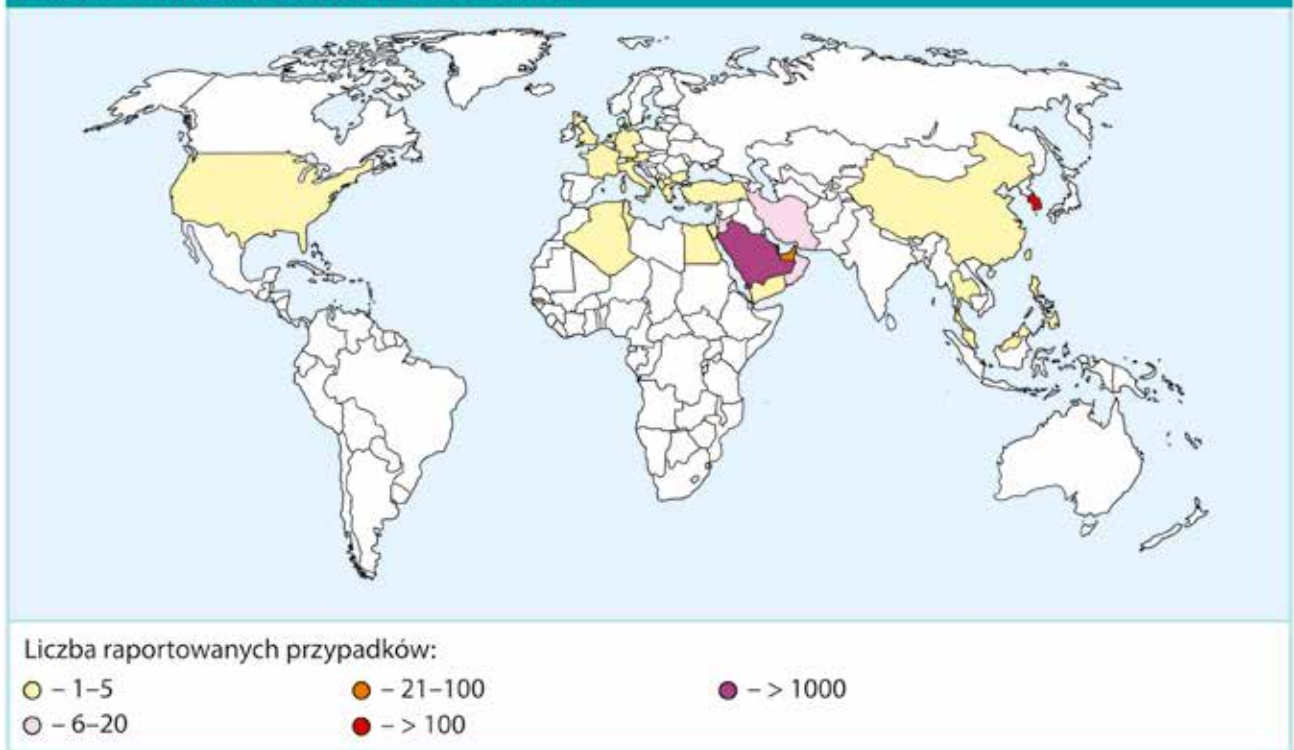 Liczba raportowanych przypadków:
– 1–5
– 21–100
– > 1000
– 6–20
– > 100